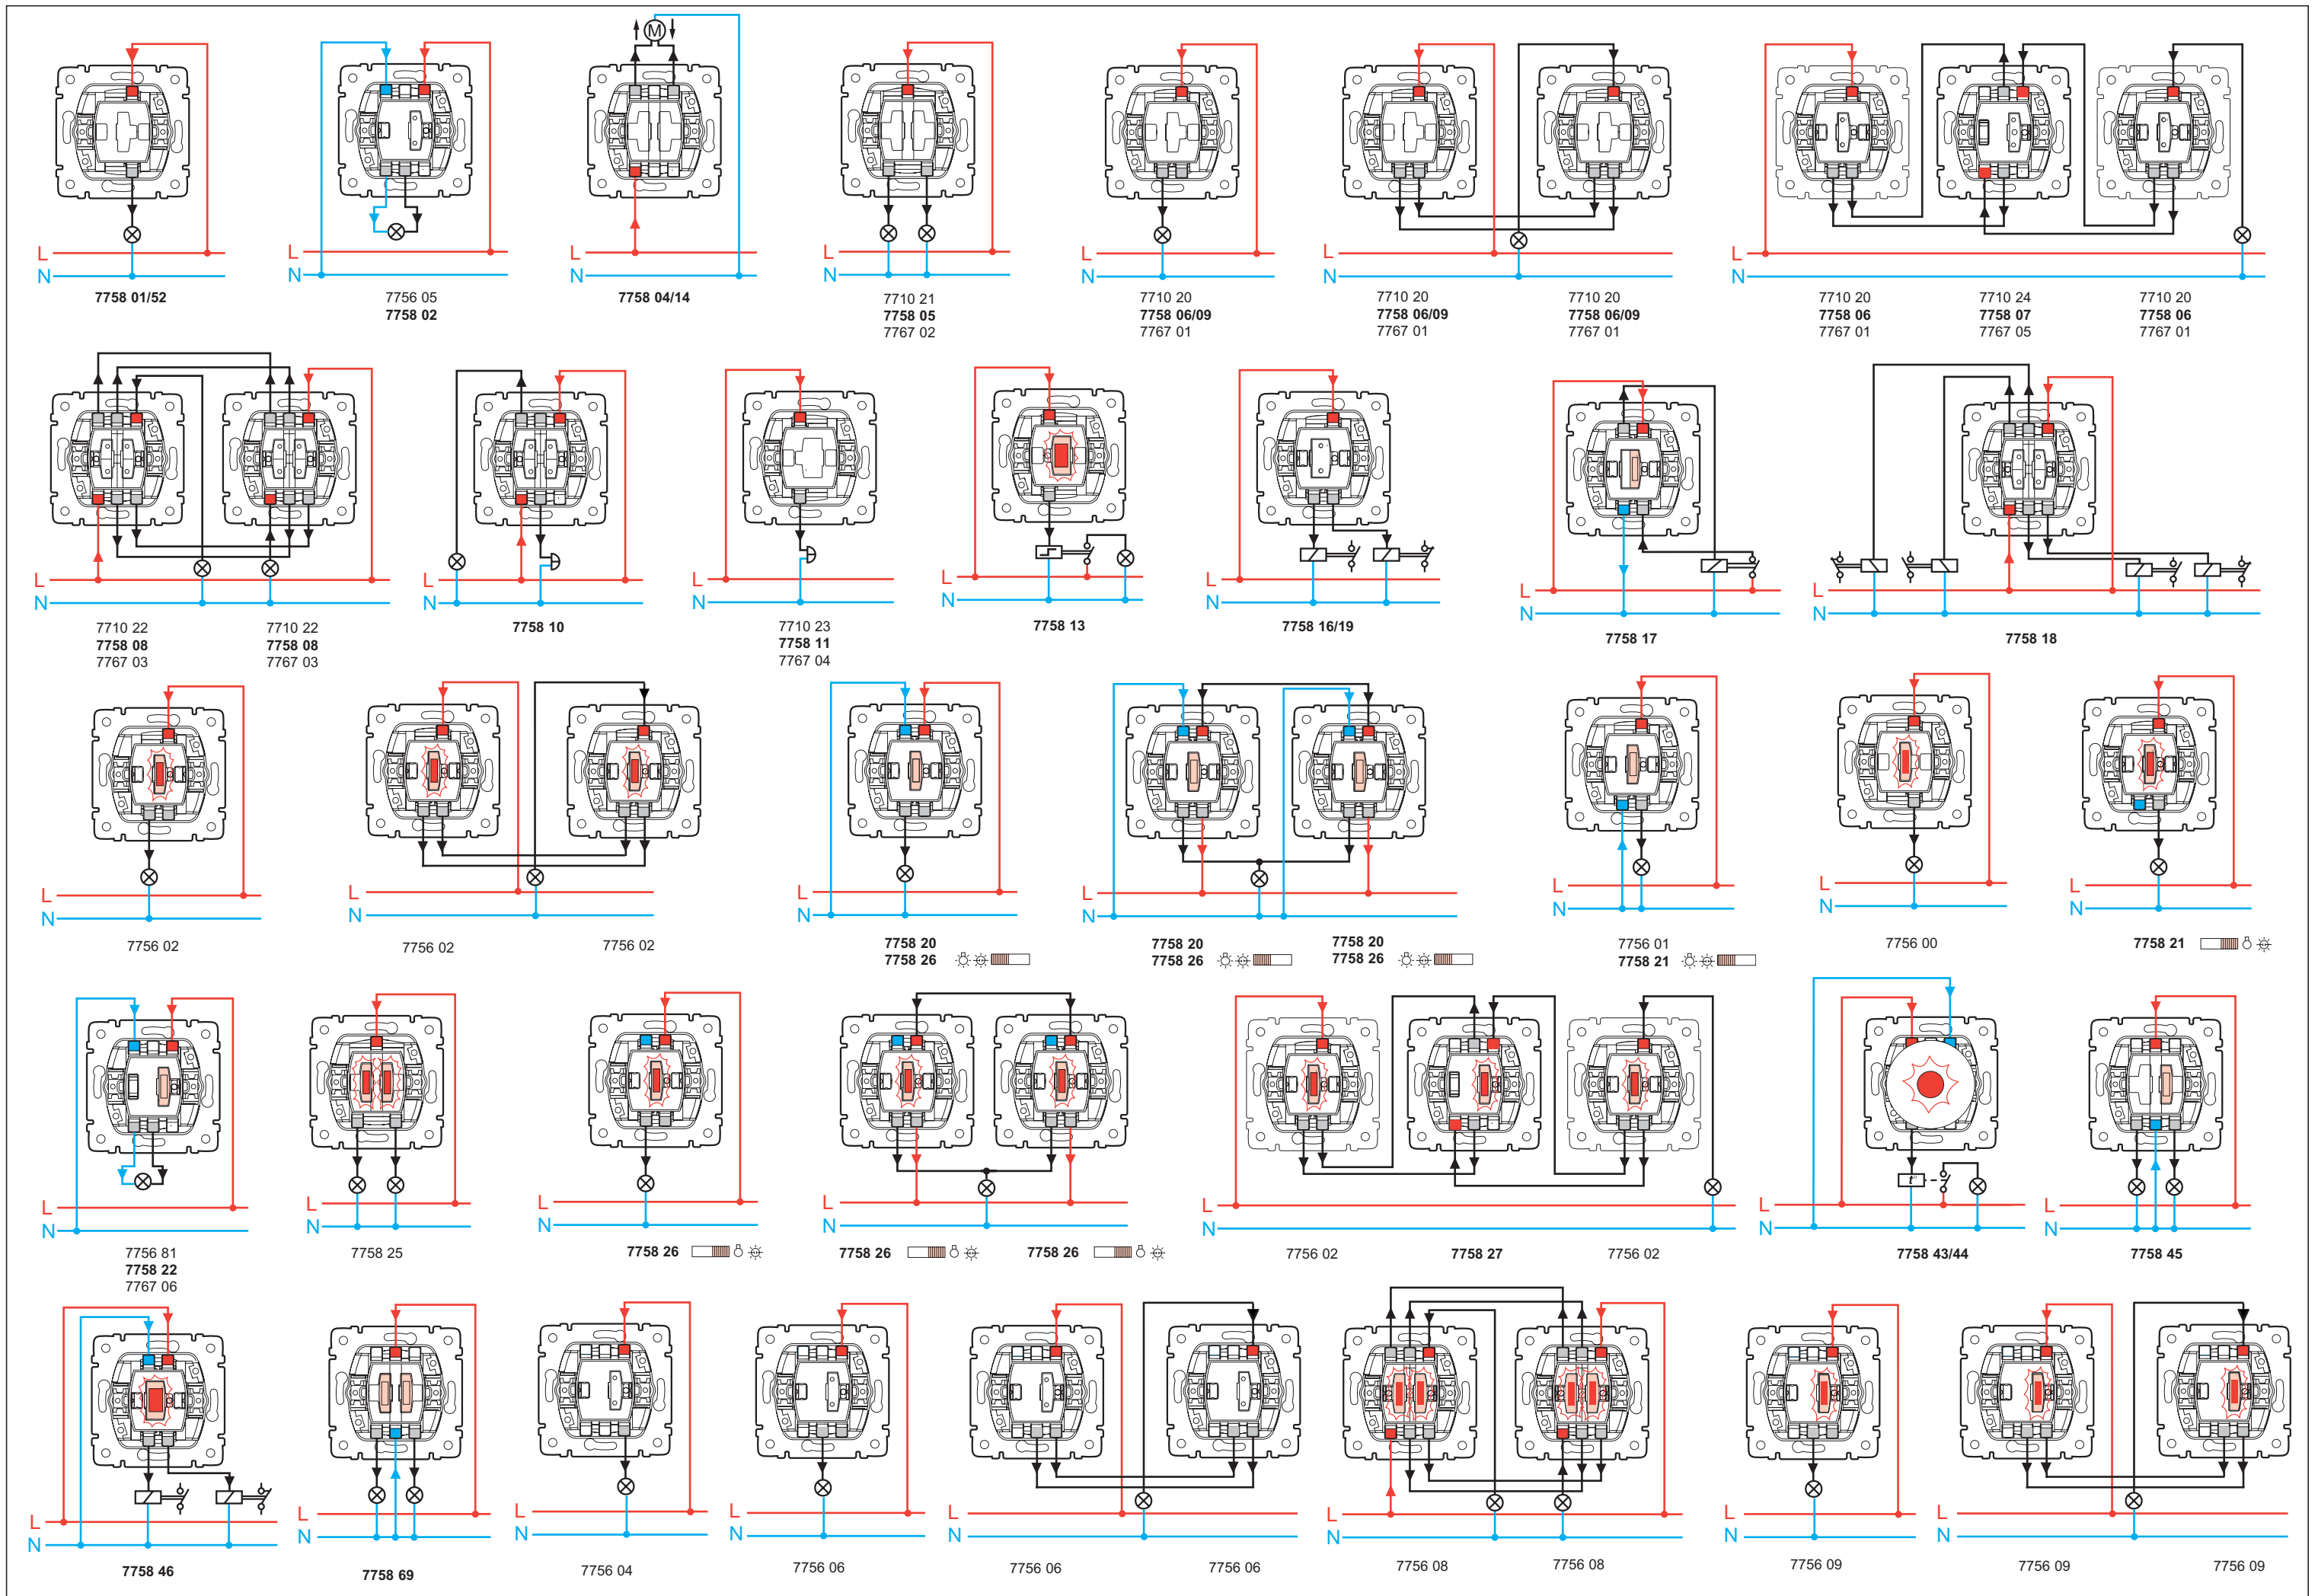 M
L
N
7758 01/52
L
N
7756 05
7758 02
L
N
7758 04/14
L
N
7710 21
7758 05
7767 02
L
N
7710 20
7758 06/09
7767 01
L
N
7710 20
7758 06/09
7767 01
7710 20
7758 06/09
7767 01
L
N
7710 20
7758 06
7767 01
7710 24
7758 07
7767 05
7710 20
7758 06
7767 01
L
N
7710 22
7758 08
7767 03
7710 22
7758 08
7767 03
L
N
7758 10
L
N
7710 23
7758 11
7767 04
L
N
7758 13
L
N
7758 16/19
L
N
7758 17
L
N
7758 18
L
N
7756 02
L
N
7756 02
7756 02
L
N
7758 20
7758 26
L
N
7758 20
7758 26
7758 20
7758 26
L
N
7756 01
7758 21
L
N
7756 00
L
N
7758 21
L
N
7756 81
7758 22
7767 06
L
N
7758 25
L
N
7758 26
L
N
7758 26
7758 26
L
N
7756 02
7758 27
7756 02
t°
L
N
7758 43/44
L
N
7758 45
L
N
7758 46
L
N
7758 69
L
N
7756 04
L
N
7756 06
L
N
7756 06
7756 06
L
N
7756 08
7756 08
L
N
7756 09
L
N
7756 09
7756 09